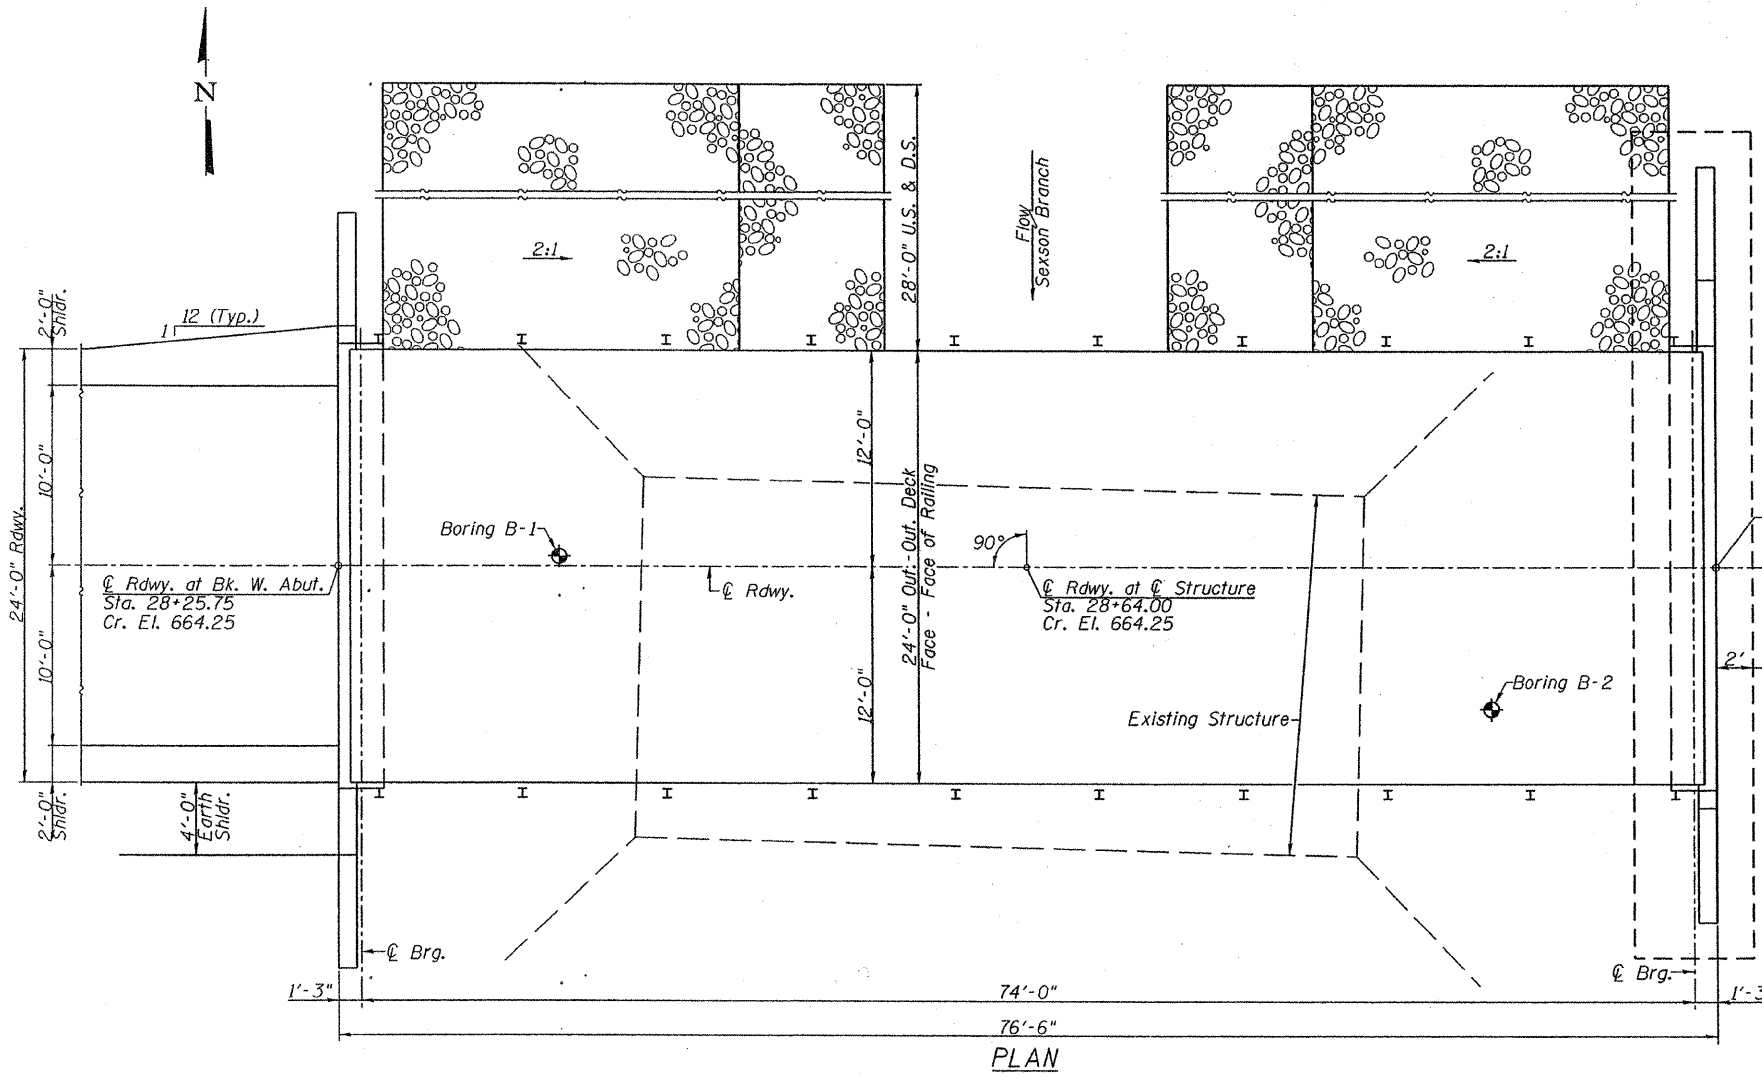 N
28'-0" U.S. & D.S.
Flow
Sexson Branch
2:1
2:1
2'-0"
Shldr.
12 (Typ.)
1
24'-0" Rdwy.
10'-0"
10'-0"
2'-0"
Shldr.
4'-0"
Earth
Shldr.
℄ Rdwy. at Bk. W. Abut.
Sta. 28+25.75
Cr. El. 664.25
Boring B-1
℄ Rdwy.
12'-0"
12'-0"
24'-0" Out.-Out. Deck
Face - Face of Railing
90°
℄ Rdwy. at ℄ Structure
Sta. 28+64.00
Cr. El. 664.25
Existing Structure
Boring B-2
2'
℄ Brg.
℄ Brg.
1'-3"
74'-0"
1'-3
76'-6"
PLAN